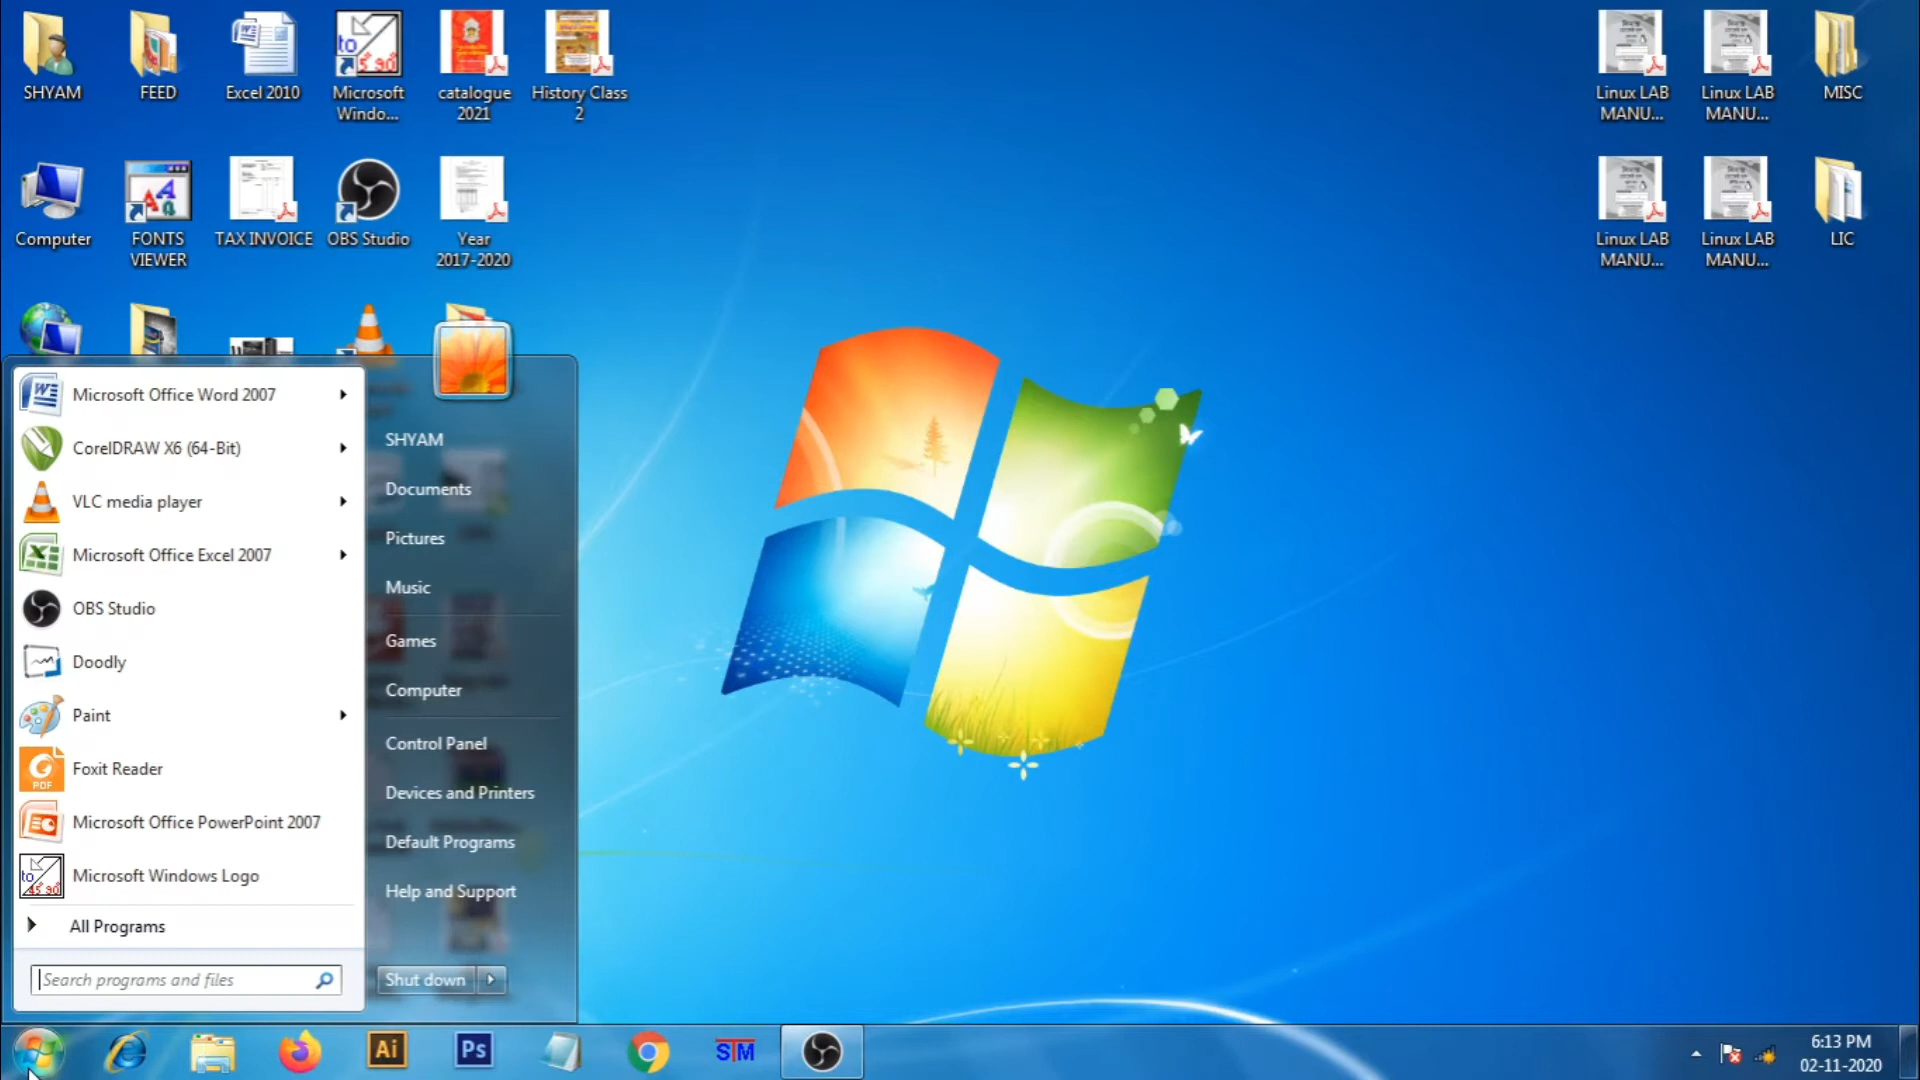 SHYAM
FEED
Excel 2010
Microsoft
Windo...
catalogue
2021
History Class
2
Linux LAB
MANU...
Linux LAB
MANU...
MISC
Computer
FONTS
VIEWER
TAX INVOICE
OBS Studio
Year
2017-2020
Linux LAB
MANU...
Linux LAB
MANU...
LIC
Microsoft Office Word 2007
CorelDRAW X6 (64-Bit)
VLC media player
Microsoft Office Excel 2007
OBS Studio
Doodly
Paint
Foxit Reader
Microsoft Office PowerPoint 2007
Microsoft Windows Logo
All Programs
Search programs and files
SHYAM
Documents
Pictures
Music
Games
Computer
Control Panel
Devices and Printers
Default Programs
Help and Support
Shut down
Ai
Ps
STM
6:13 PM
02-11-2020